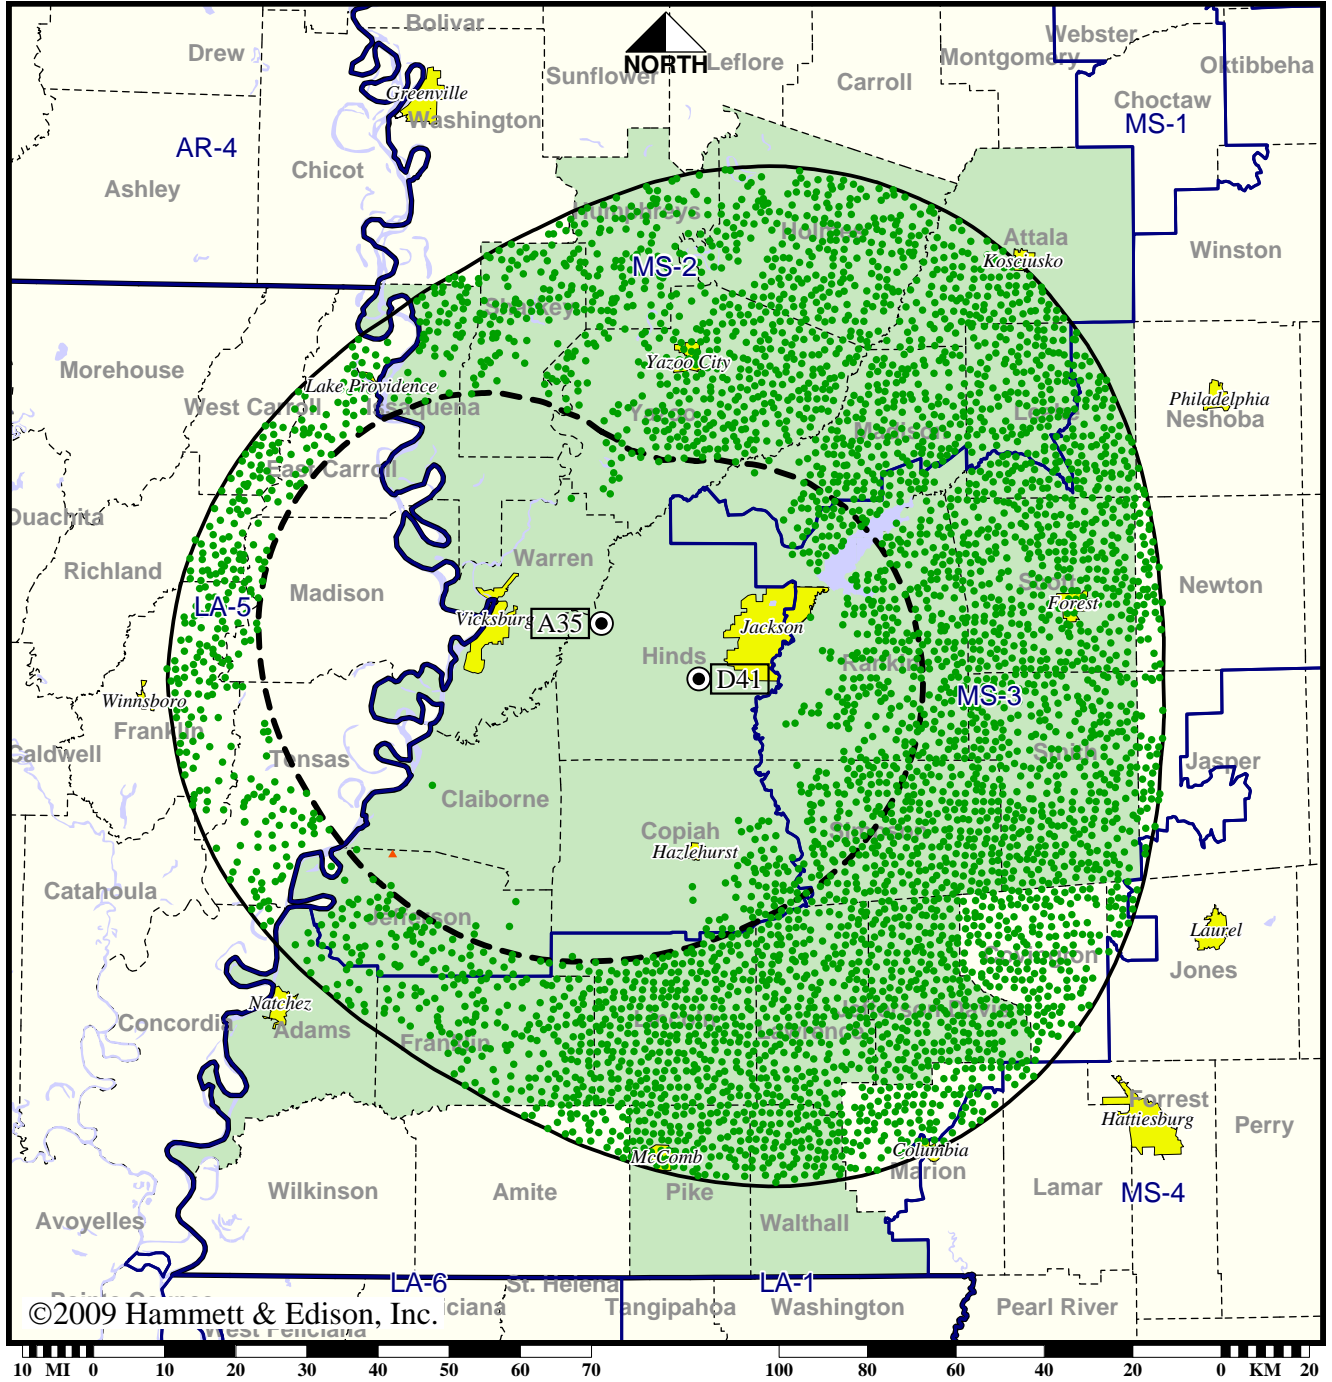 Bolivar
Drew
Sunflower
NORTH
Leflore
Webster
Montgomery
Carroll
Oktibbeha
Greenville
Choctaw
Washington
MS-1
AR-4
Chicot
Ashley
Humphreys
Holmes
Attala
Winston
Kosciusko
MS-2
Sharkey
Morehouse
Yazoo City
Lake Providence
West Carroll
Issaquena
Yazoo
Leake
Philadelphia
Neshoba
Madison
East Carroll
Ouachita
Warren
Richland
Madison
Scott
Newton
LA-5
Forest
Vicksburg
A35
Jackson
Hinds
Rankin
D41
MS-3
Winnsboro
Franklin
Caldwell
Tensas
Smith
Jasper
Claiborne
Copiah
Simpson
Hazlehurst
Catahoula
Jefferson
Laurel
Covington
Jones
Natchez
Concordia
Adams
Franklin
Lincoln
Lawrence
Jefferson Davis
Forrest
Hattiesburg
Perry
McComb
Columbia
Marion
Wilkinson
Amite
Pike
Lamar
MS-4
Avoyelles
Walthall
LA-6
St. Helena
LA-1
Tangipahoa
Washington
Pearl River
©2009 Hammett & Edison, Inc.
iciana
West Feliciana
10 MI 0 10 20 30 40 50 60 70
100 80 60 40 20 0 KM 20